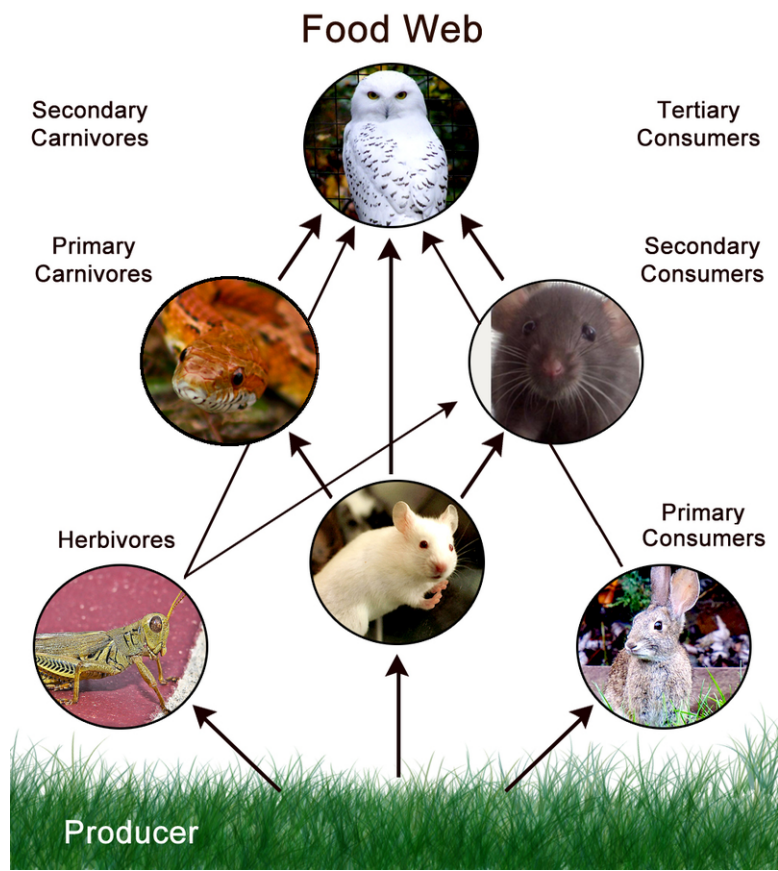 Food Web
Secondary
Carnivores
Tertiary
Consumers
Primary
Carnivores
Secondary
Consumers
Herbivores
Primary
Consumers
Producer